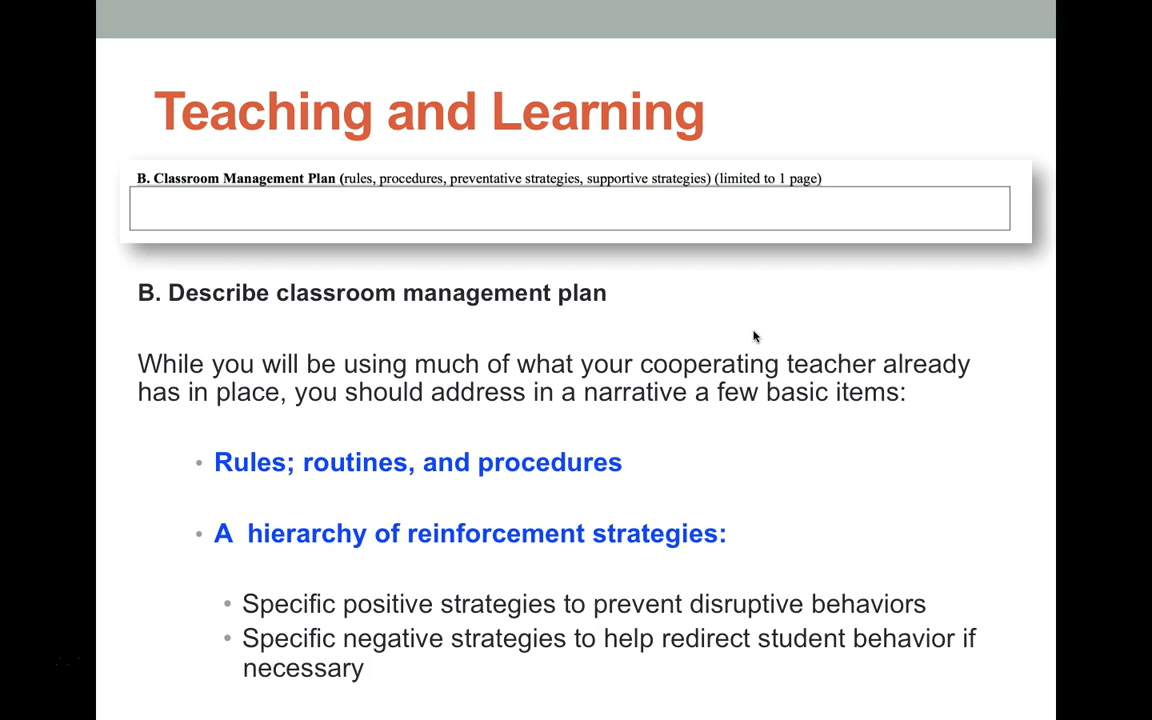 Teaching and Learning
B. Classroom Management Plan (rules, procedures, preventative strategies, supportive strategies) (limited to 1 page)
B. Describe classroom management plan
While you will be using much of what your cooperating teacher already
has in place, you should address in a narrative a few basic items:
• Rules; routines, and procedures
• A  hierarchy of reinforcement strategies:
• Specific positive strategies to prevent disruptive behaviors
• Specific negative strategies to help redirect student behavior if
necessary